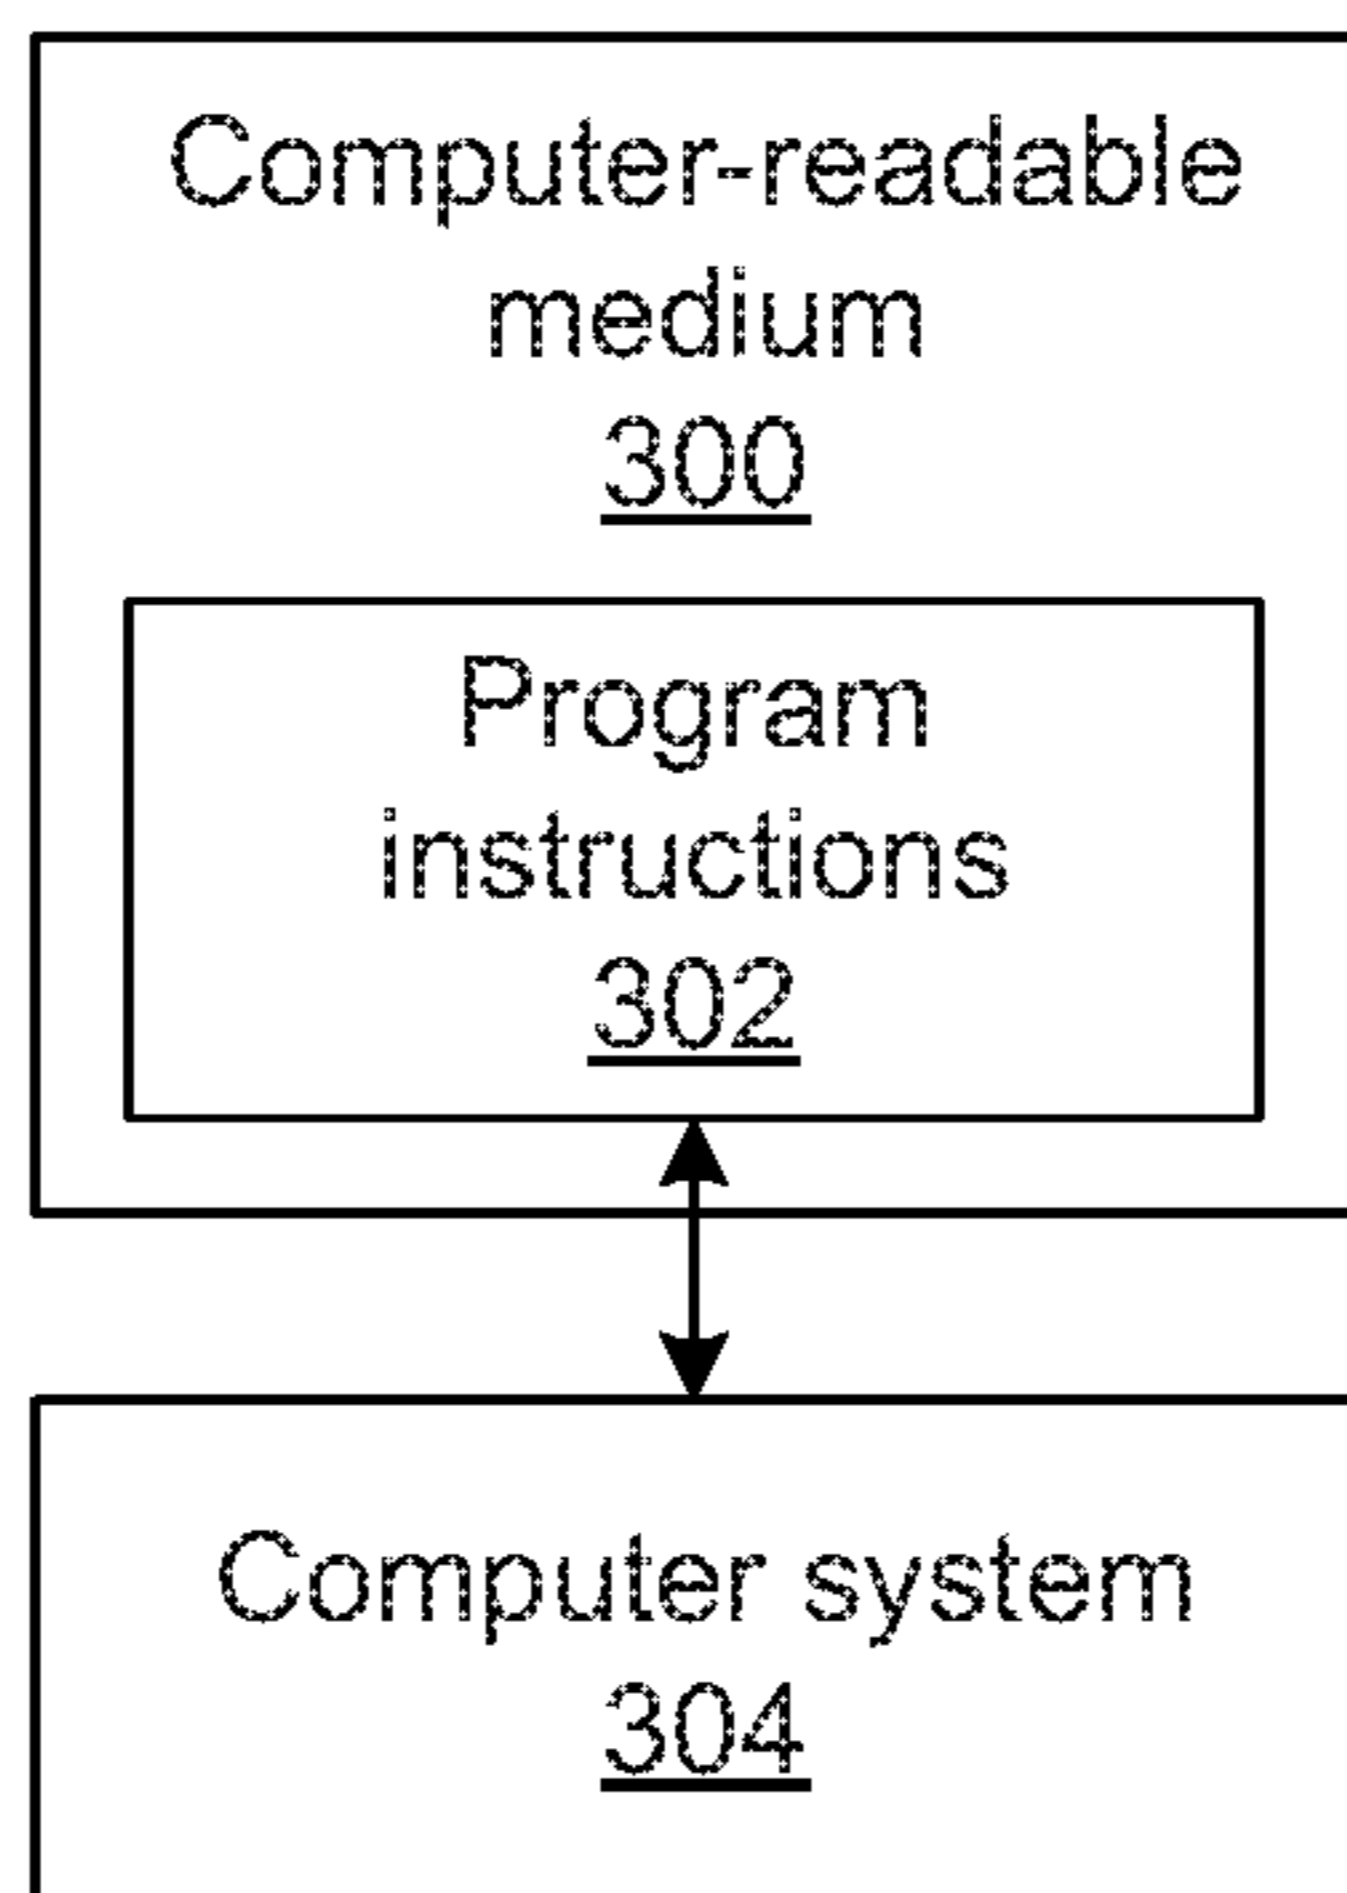 Computer-readable
medium
300
Program
instructions
302
Computer system
304